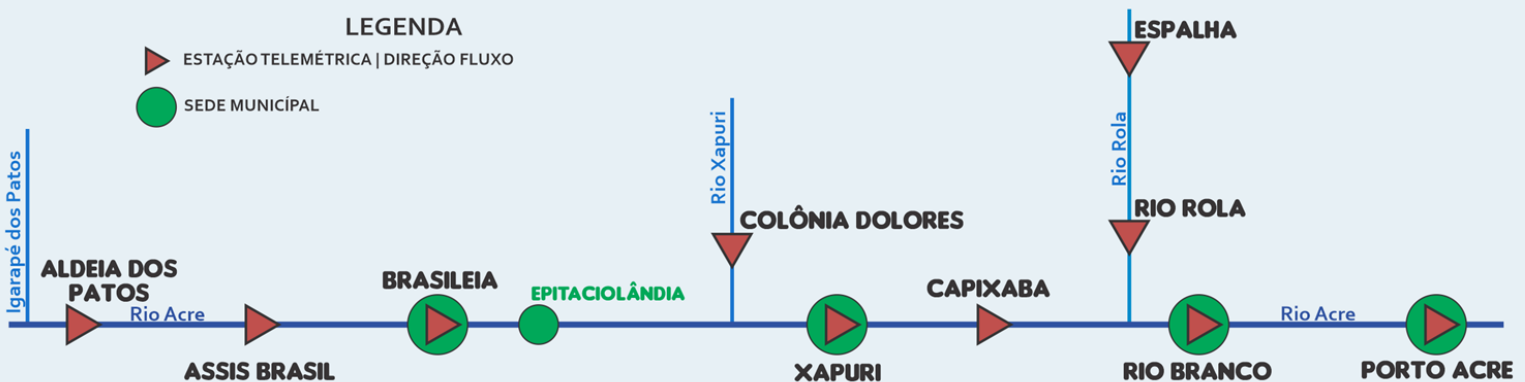 LEGENDA
ESTAÇÃO TELEMÉTRICA | DIREÇÃO FLUXO
SEDE MUNICÍPAL
Igarapé dos Patos
ALDEIA DOS
PATOS
Rio Acre
ASSIS BRASIL
BRASILEIA
EPITACIOLÂNDIA
Rio Xapuri
COLÔNIA DOLORES
XAPURI
CAPIXABA
ESPALHA
Rio Rola
RIO ROLA
RIO BRANCO
Rio Acre
PORTO ACRE